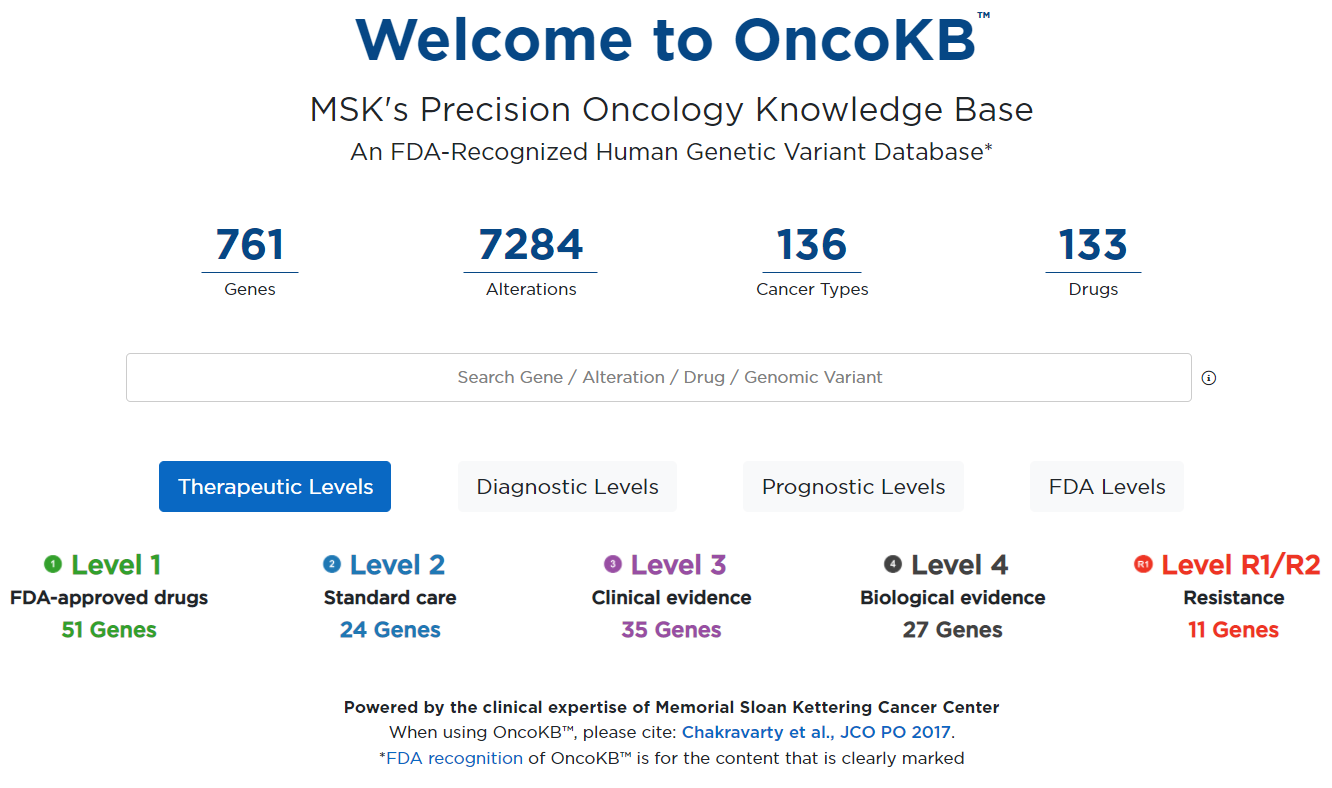 Welcome to OncoKB™
MSK's Precision Oncology Knowledge Base
An FDA-Recognized Human Genetic Variant Database*
761 7284 136 133
Genes Alterations Cancer Types Drugs
Search Gene / Alteration / Drug / Genomic Variant
Therapeutic Levels Diagnostic Levels Prognostic Levels FDA Levels
1 Level 1 2 Level 2 3 Level 3 4 Level 4 R1 Level R1/R2
FDA-approved drugs Standard care Clinical evidence Biological evidence Resistance
51 Genes 24 Genes 35 Genes 27 Genes 11 Genes
Powered by the clinical expertise of Memorial Sloan Kettering Cancer Center
When using OncoKB™, please cite: Chakravarty et al., JCO PO 2017.
*FDA recognition of OncoKB™ is for the content that is clearly marked